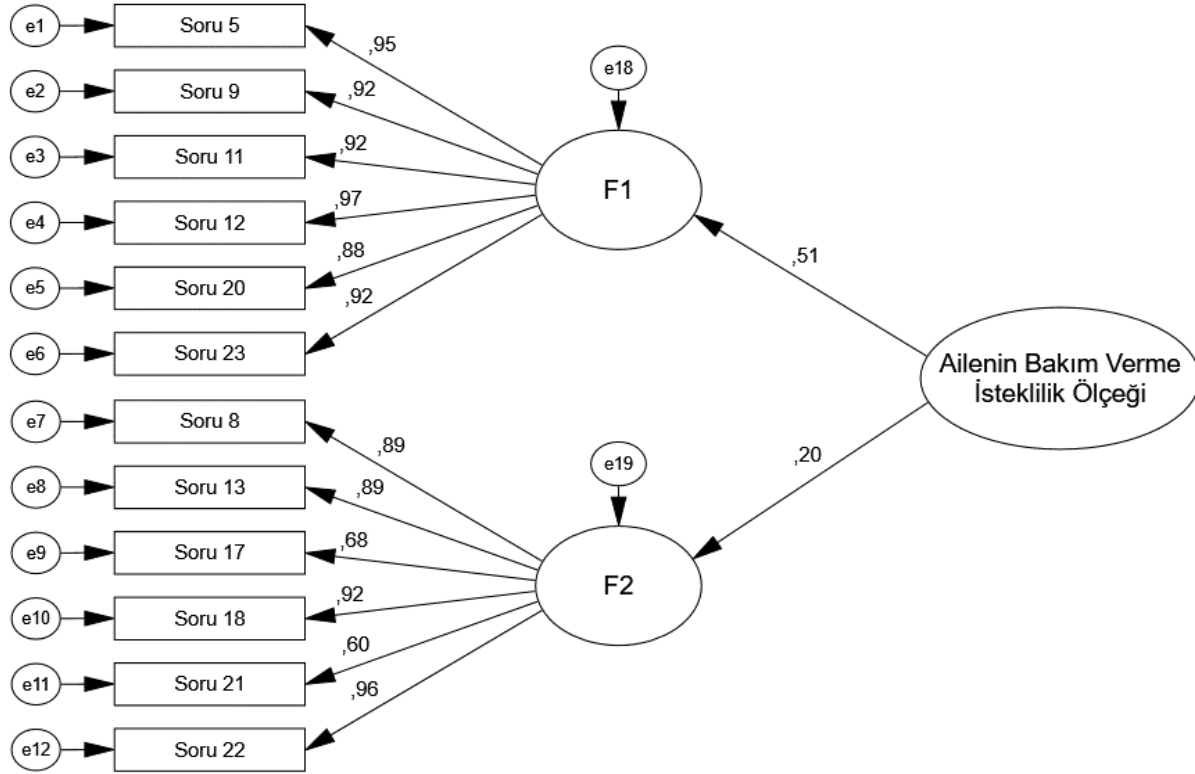 e1
Soru 5
,95
e2
Soru 9
,92
e3
Soru 11
,92
e4
Soru 12
,97
e5
Soru 20
,88
e6
Soru 23
,92
e18
F1
,51
Ailenin Bakım Verme
İsteklilik Ölçeği
,20
e7
Soru 8
,89
e8
Soru 13
,89
e9
Soru 17
,68
e10
Soru 18
,92
e11
Soru 21
,60
e12
Soru 22
,96
e19
F2